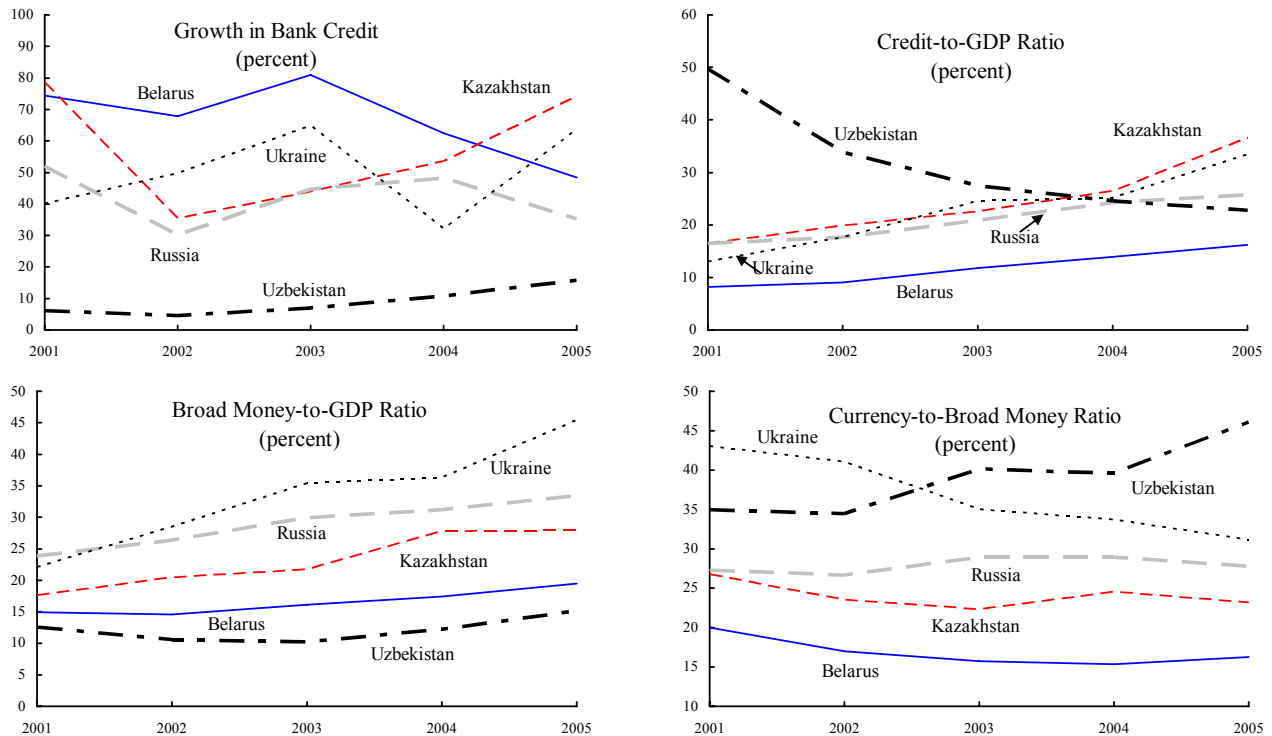 Growth in Bank Credit
(percent)
100
90
80
70
60
50
40
30
20
10
0
Belarus
Kazakhstan
Ukraine
Russia
Uzbekistan
2001 2002 2003 2004 2005
Credit-to-GDP Ratio
(percent)
60
50
40
30
20
10
0
Uzbekistan
Kazakhstan
Russia
Ukraine
Belarus
2001 2002 2003 2004 2005
Broad Money-to-GDP Ratio
(percent)
50
45
40
35
30
25
20
15
10
5
0
Ukraine
Russia
Kazakhstan
Belarus
Uzbekistan
2001 2002 2003 2004 2005
Currency-to-Broad Money Ratio
(percent)
50
45
40
35
30
25
20
15
10
Ukraine
Uzbekistan
Russia
Kazakhstan
Belarus
2001 2002 2003 2004 2005